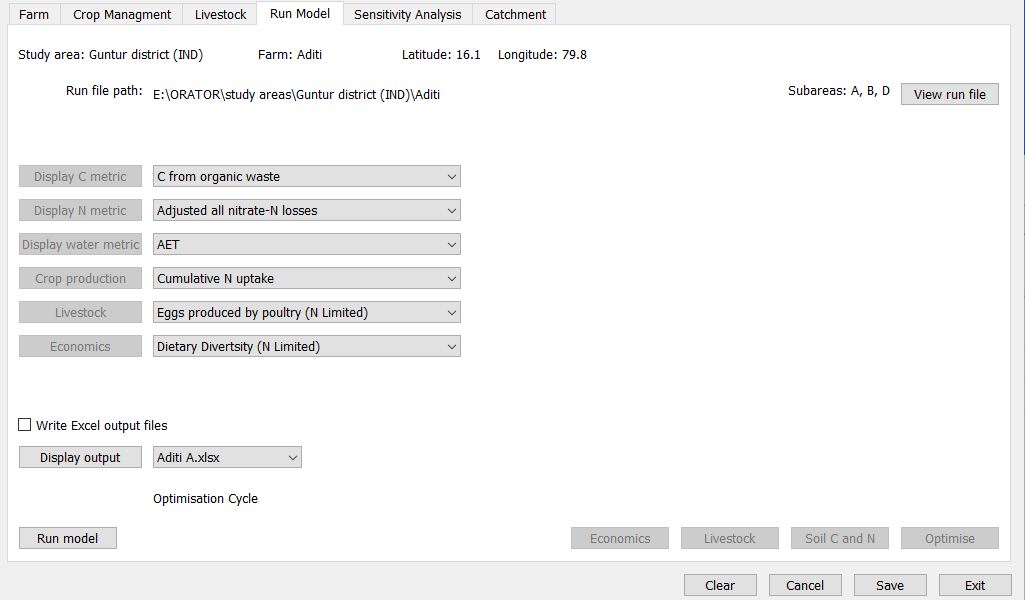 Farm Crop Managment Livestock Run Model Sensitivity Analysis Catchment
Study area: Guntur district (IND) Farm: Aditi Latitude: 16.1 Longitude: 79.8
Run file path: E:\ORATOR\study areas\Guntur district (IND)\Aditi Subareas: A, B, D View run file
Display C metric C from organic waste
Display N metric Adjusted all nitrate-N losses
Display water metric AET
Crop production Cumulative N uptake
Livestock Eggs produced by poultry (N Limited)
Economics Dietary Divertsity (N Limited)
Write Excel output files
Display output Aditi A.xlsx
Optimisation Cycle
Run model Economics Livestock Soil C and N Optimise
Clear Cancel Save Exit